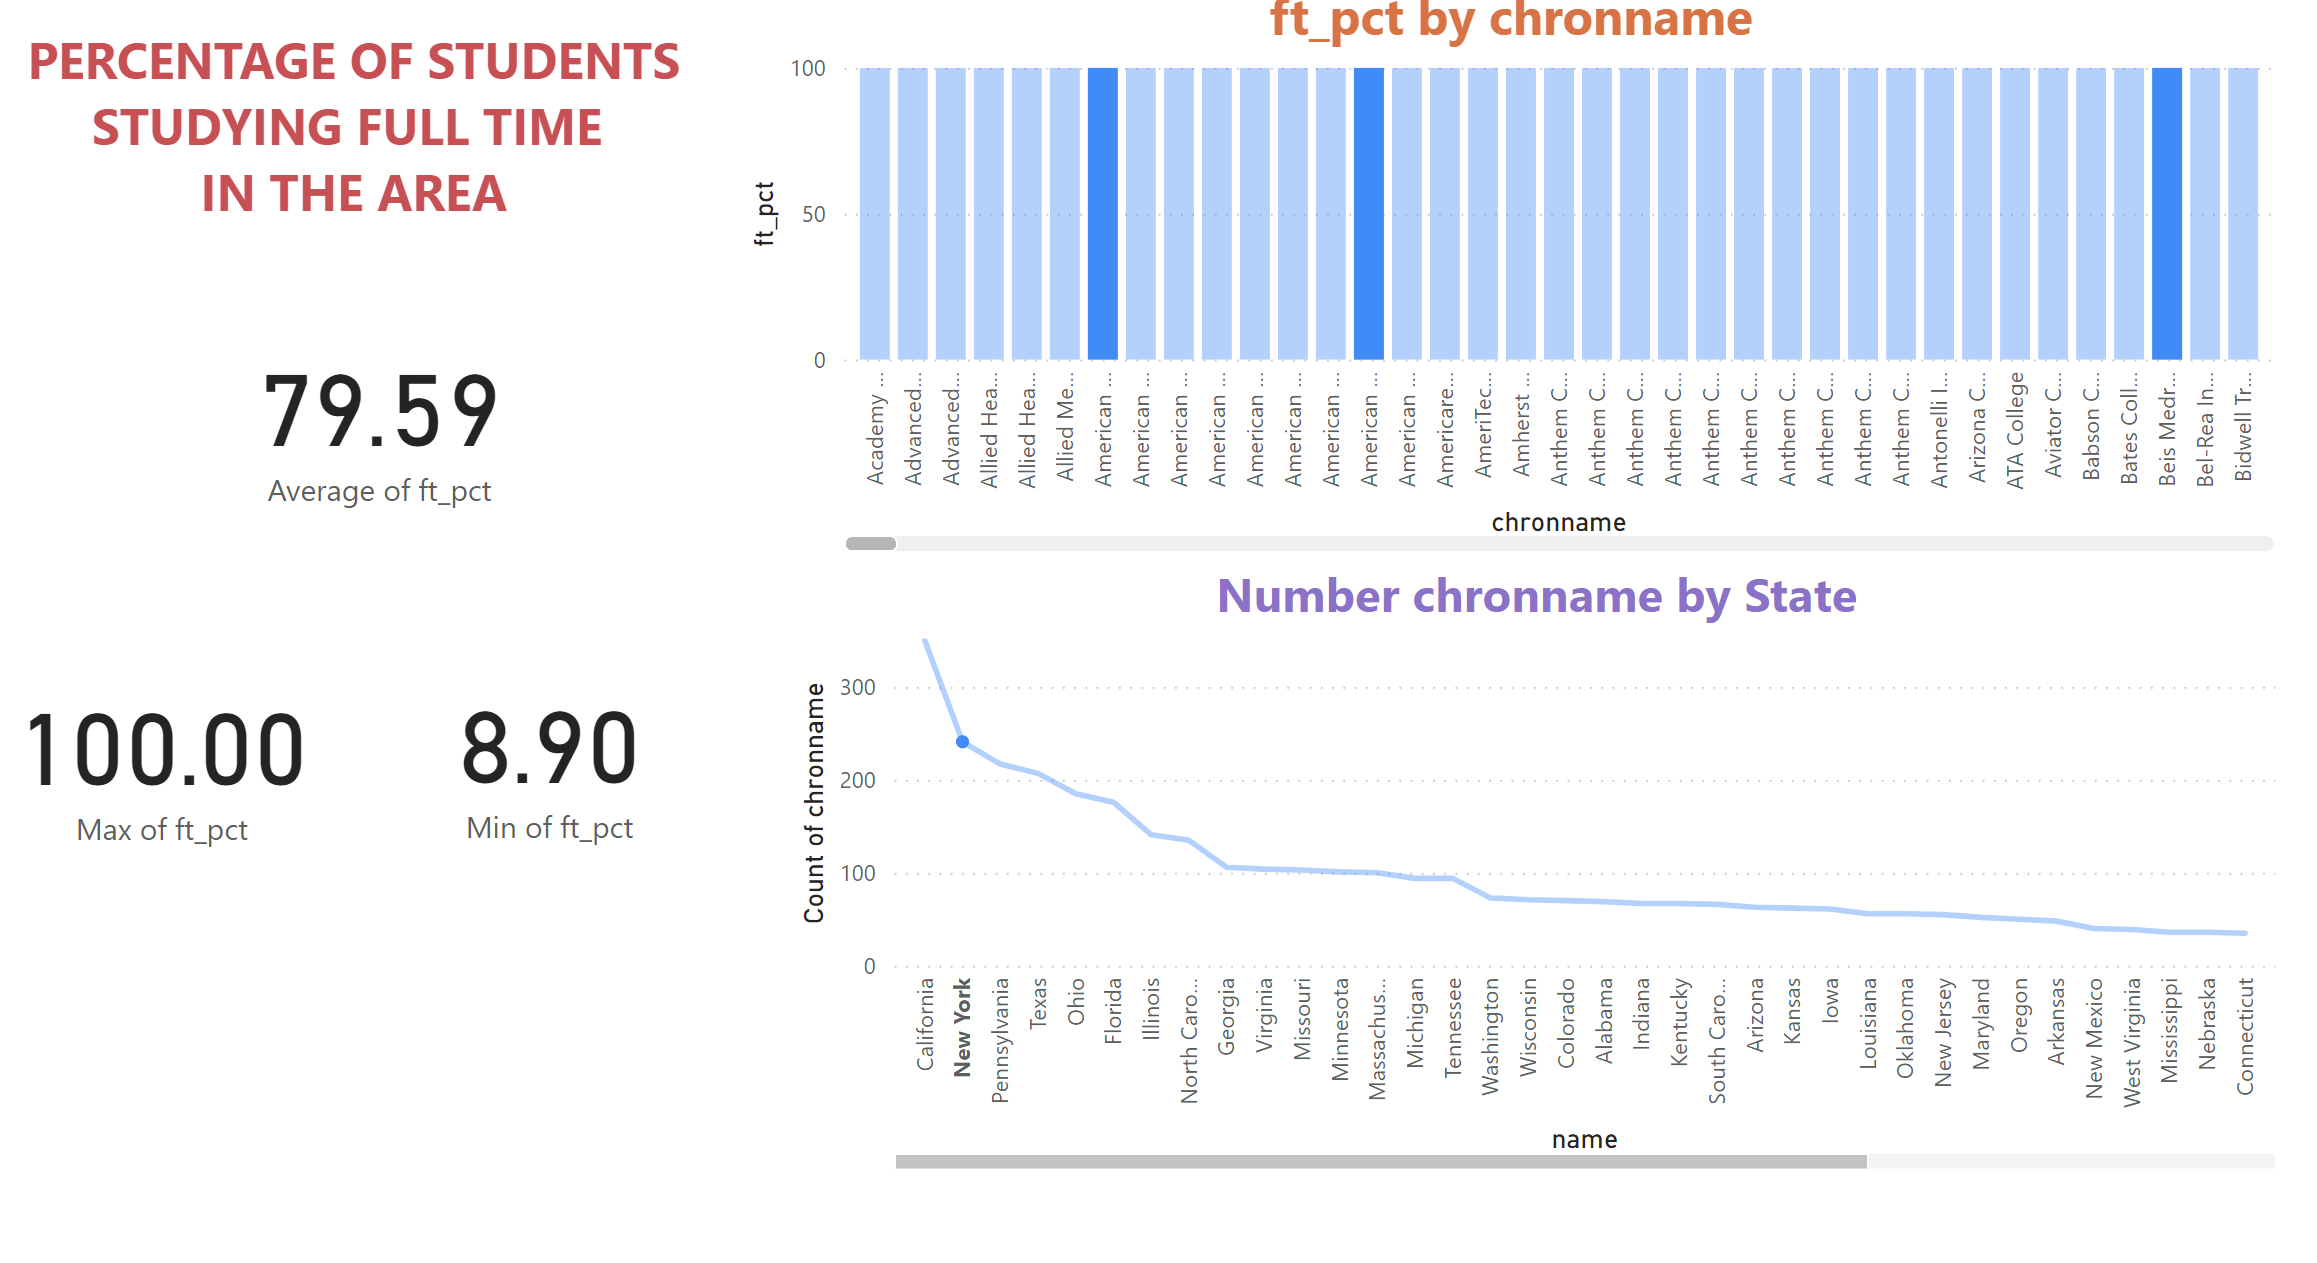 PERCENTAGE OF STUDENTS
STUDYING FULL TIME
IN THE AREA
79.59
Average of ft_pct
100.00
Max of ft_pct
8.90
Min of ft_pct
ft_pct by chronname
ft_pct
100
50
0
Academy ...
Advanced...
Advanced...
Allied Hea...
Allied Hea...
Allied Me...
American ...
American ...
American ...
American ...
American ...
American ...
American ...
American ...
American ...
Americare...
AmeriTec...
Amherst ...
Anthem C...
Anthem C...
Anthem C...
Anthem C...
Anthem C...
Anthem C...
Anthem C...
Anthem C...
Anthem C...
Anthem C...
Antonelli I...
Arizona C...
ATA College
Aviator C...
Babson C...
Bates Coll...
Beis Medr...
Bel-Rea In...
Bidwell Tr...
chronname
Number chronname by State
Count of chronname
300
200
100
0
California
New York
Pennsylvania
Texas
Ohio
Florida
Illinois
North Caro...
Georgia
Virginia
Missouri
Minnesota
Massachus...
Michigan
Tennessee
Washington
Wisconsin
Colorado
Alabama
Indiana
Kentucky
South Caro...
Arizona
Kansas
Iowa
Louisiana
Oklahoma
New Jersey
Maryland
Oregon
Arkansas
New Mexico
West Virginia
Mississippi
Nebraska
Connecticut
name